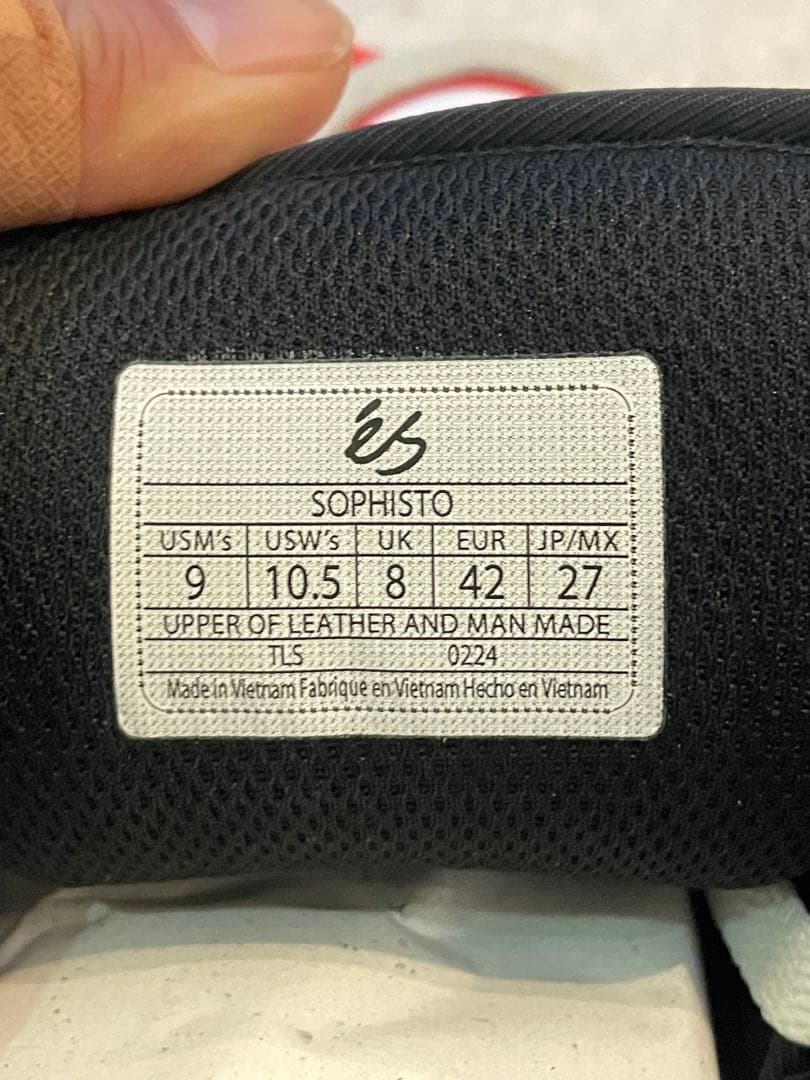 éS
SOPHISTO
USM's USW's UK EUR JP/MX
9 10.5 8 42 27
UPPER OF LEATHER AND MAN MADE
TLS 0224
Made in Vietnam Fabrique en Vietnam Hecho en Vietnam